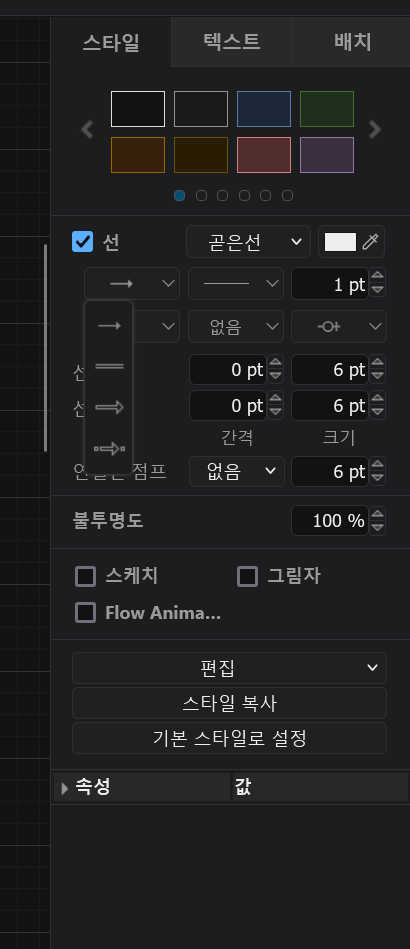 스타일 텍스트 배치
선 곧은선
1 pt
없음
선 0 pt 6 pt
선 0 pt 6 pt
간격 크기
점프 없음 6 pt
불투명도 100 %
스케치 그림자
Flow Anima...
편집
스타일 복사
기본 스타일로 설정
속성 값